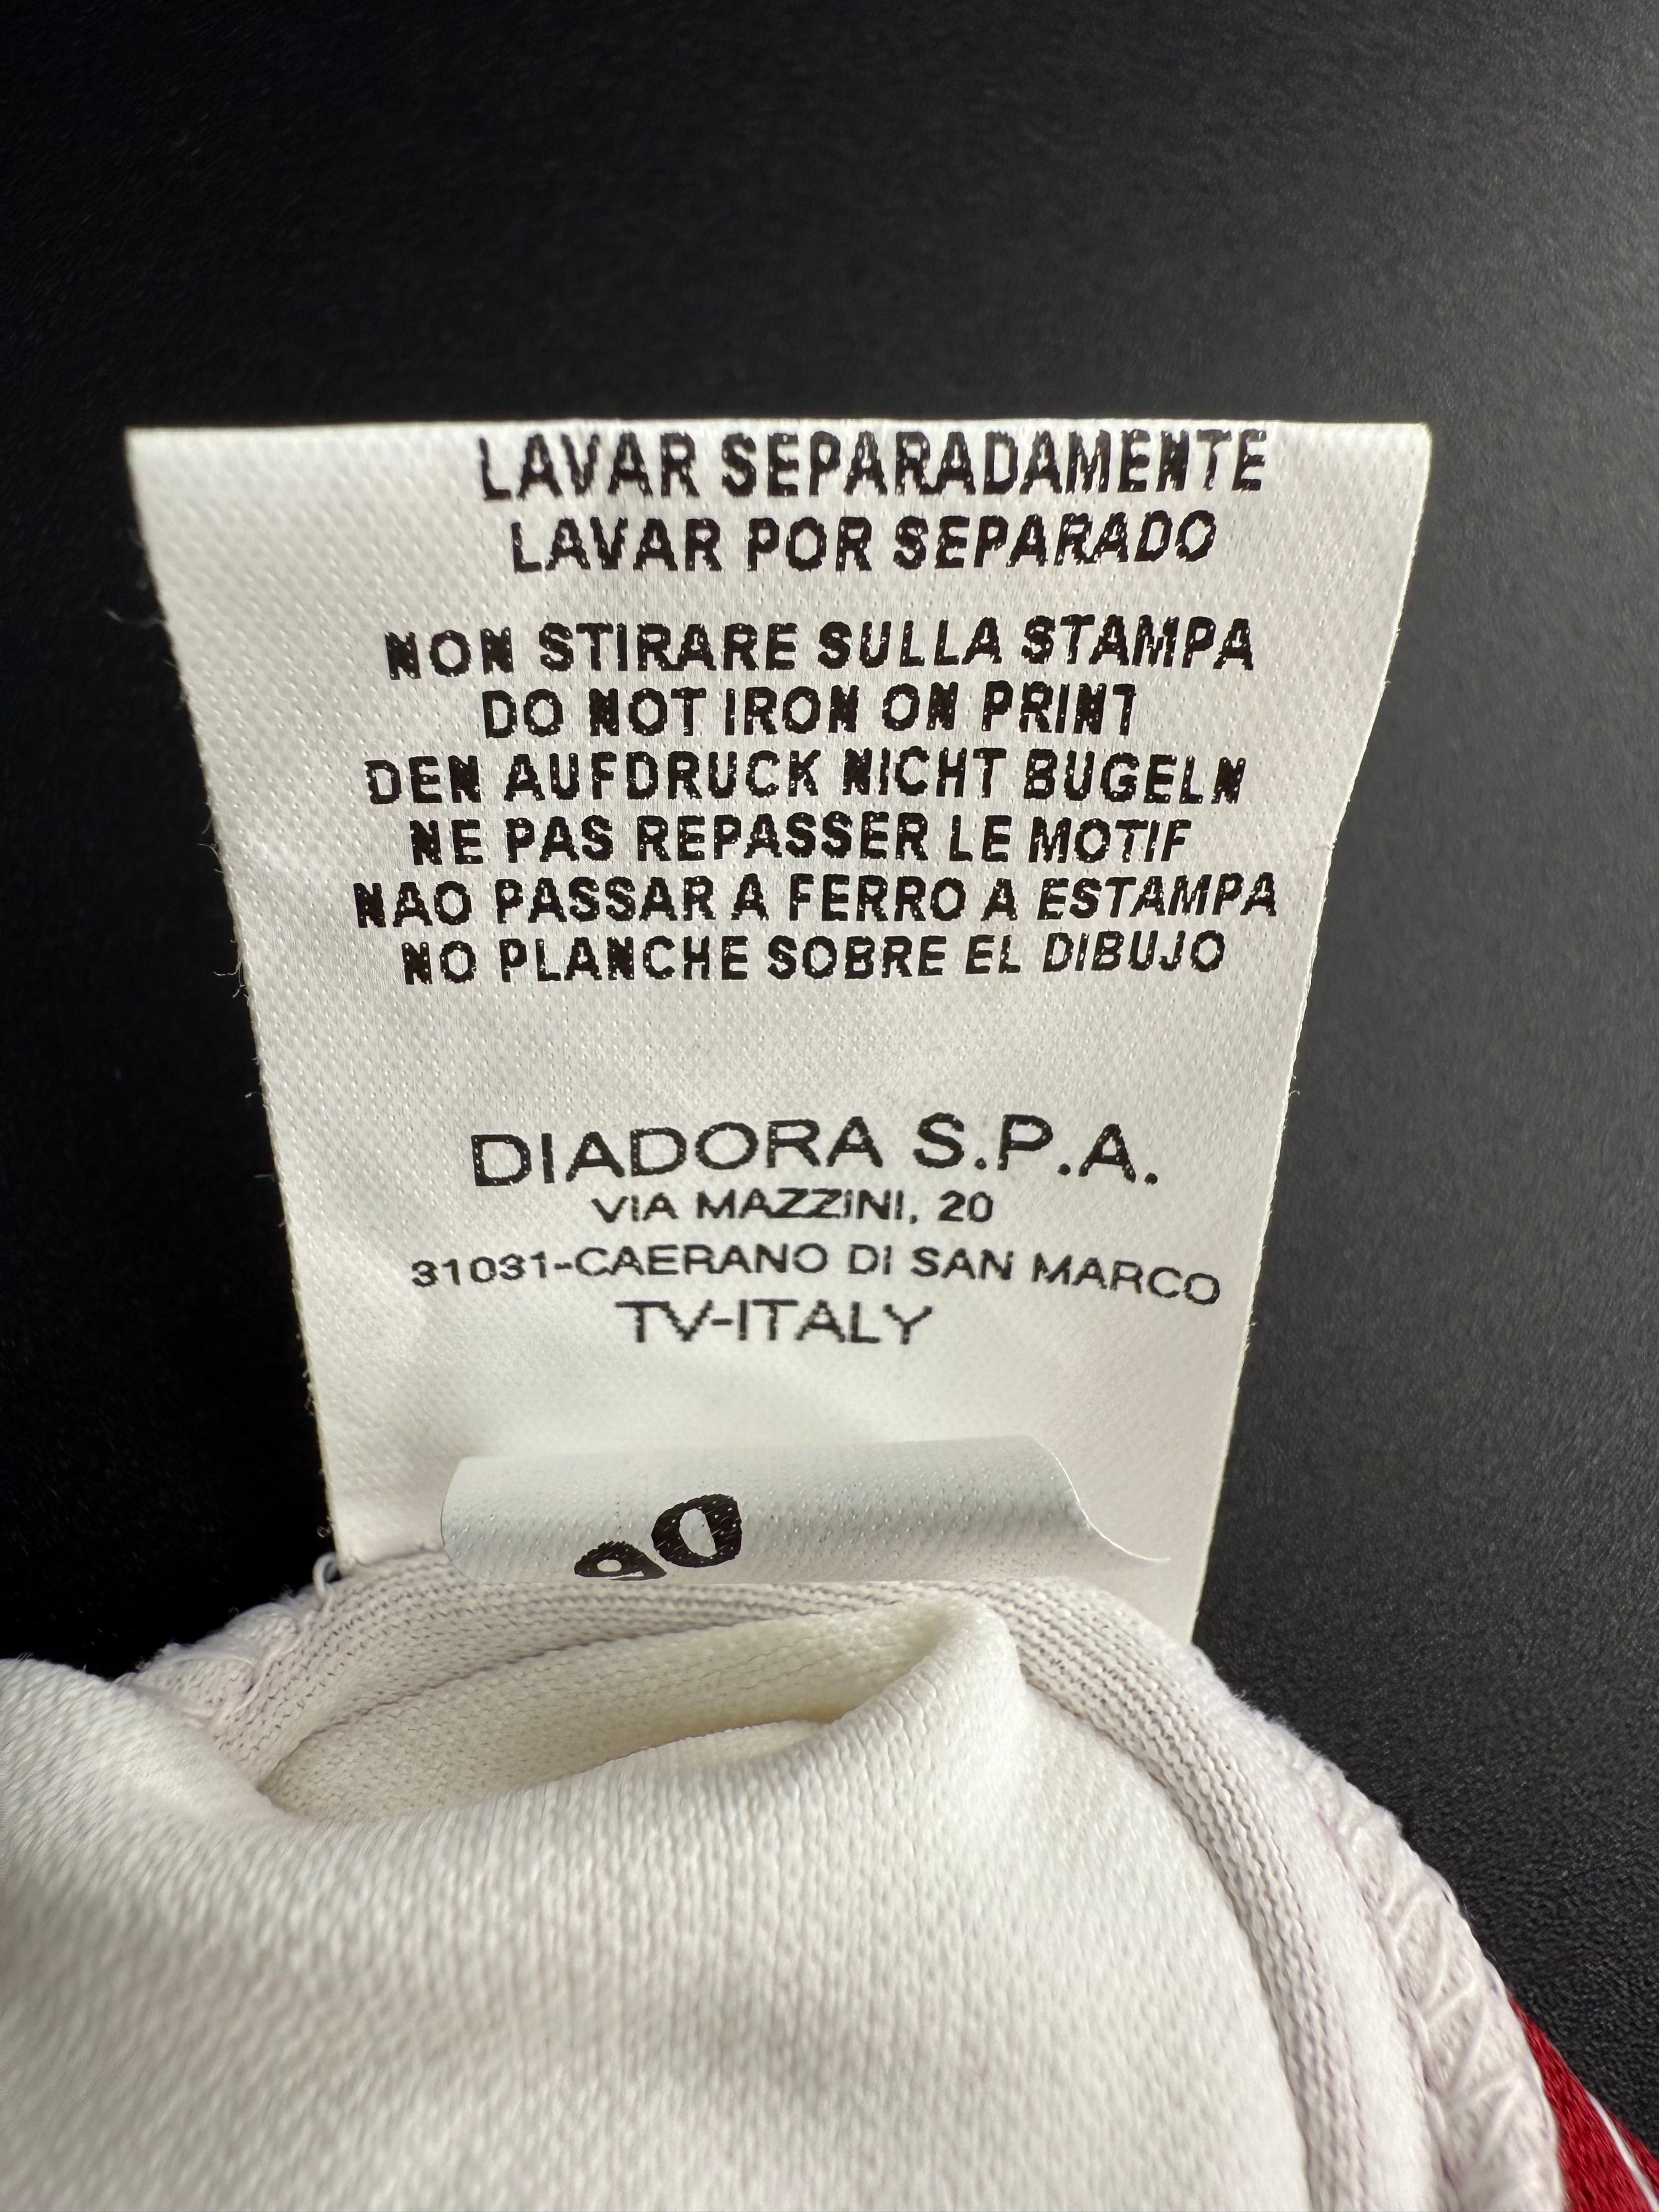 LAVAR SEPARADAMENTE
LAVAR POR SEPARADO
NON STIRARE SULLA STAMPA
DO NOT IRON ON PRINT
DEN AUFDRUCK NICHT BUGELN
NE PAS REPASSER LE MOTIF
NAO PASSAR A FERRO A ESTAMPA
NO PLANCHE SOBRE EL DIBUJO
DIADORA S.P.A.
VIA MAZZINI, 20
31031-CAERANO DI SAN MARCO
TV-ITALY